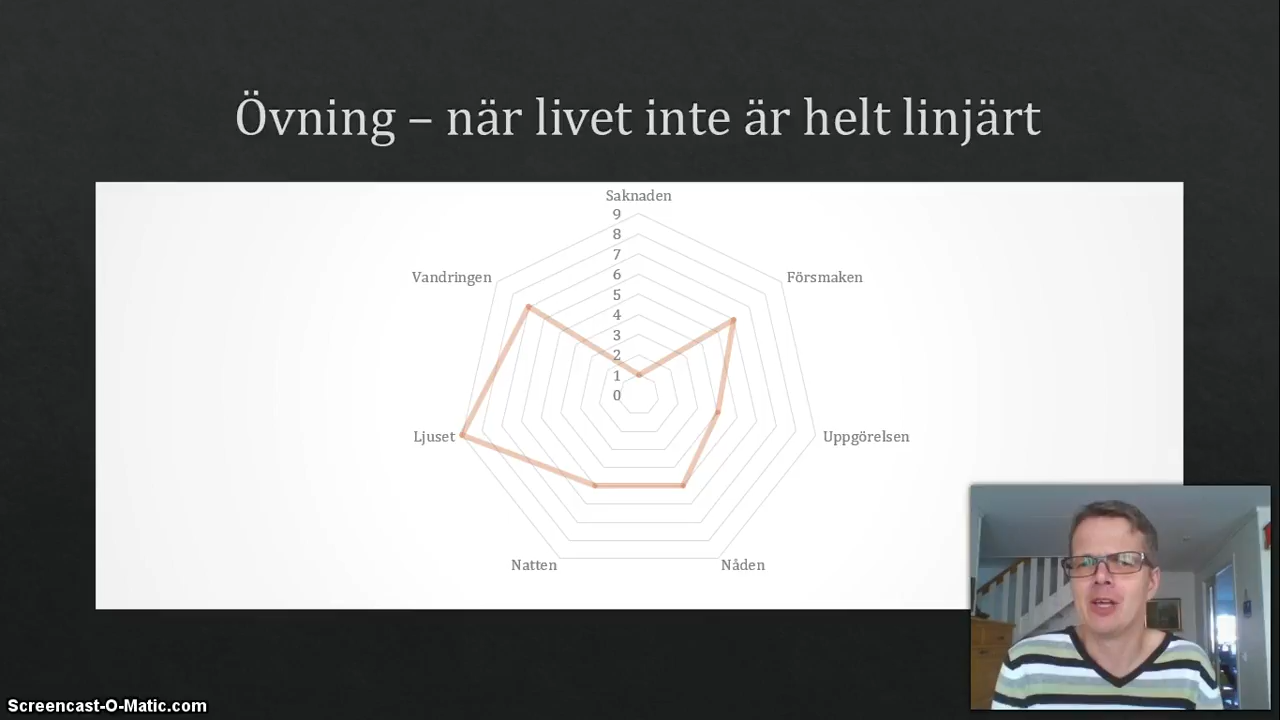 Övning – när livet inte är helt linjärt
Saknaden
9
8
7
6
5
4
3
2
1
0
Vandringen
Försmaken
Ljuset
Uppgörelsen
Natten
Nåden
Screencast-O-Matic.com